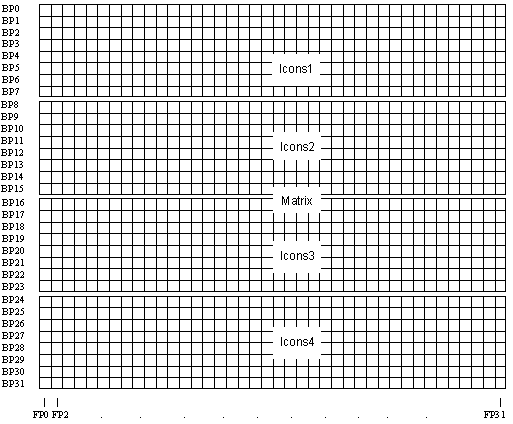 BP0
BP1
BP2
BP3
BP4
BP5 Icons1
BP6
BP7
BP8
BP9
BP10
BP11
BP12 Icons2
BP13
BP14
BP15
BP16 Matrix
BP17
BP18
BP19
BP20 Icons3
BP21
BP22
BP23
BP24
BP25
BP26
BP27 Icons4
BP28
BP29
BP30
BP31
FP0 FP2 . . . . . . . . . FP31